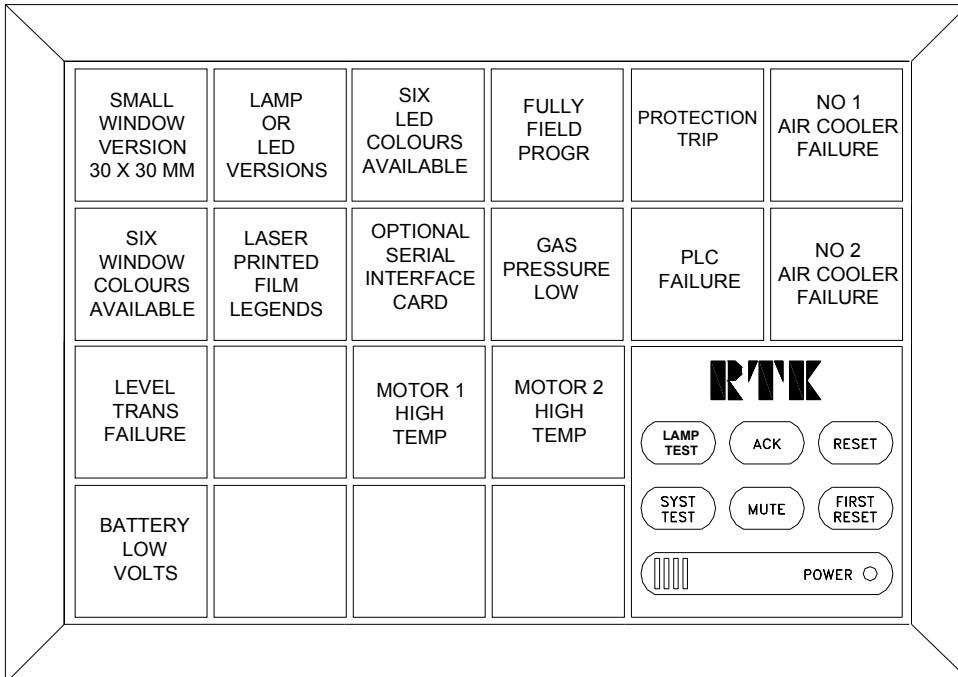 SMALL
WINDOW
VERSION
30 X 30 MM
LAMP
OR
LED
VERSIONS
SIX
LED
COLOURS
AVAILABLE
FULLY
FIELD
PROGR
PROTECTION
TRIP
NO 1
AIR COOLER
FAILURE
SIX
WINDOW
COLOURS
AVAILABLE
LASER
PRINTED
FILM
LEGENDS
OPTIONAL
SERIAL
INTERFACE
CARD
GAS
PRESSURE
LOW
PLC
FAILURE
NO 2
AIR COOLER
FAILURE
LEVEL
TRANS
FAILURE
MOTOR 1
HIGH
TEMP
MOTOR 2
HIGH
TEMP
RTK
LAMP
TEST
ACK
RESET
SYST
TEST
MUTE
FIRST
RESET
POWER
BATTERY
LOW
VOLTS